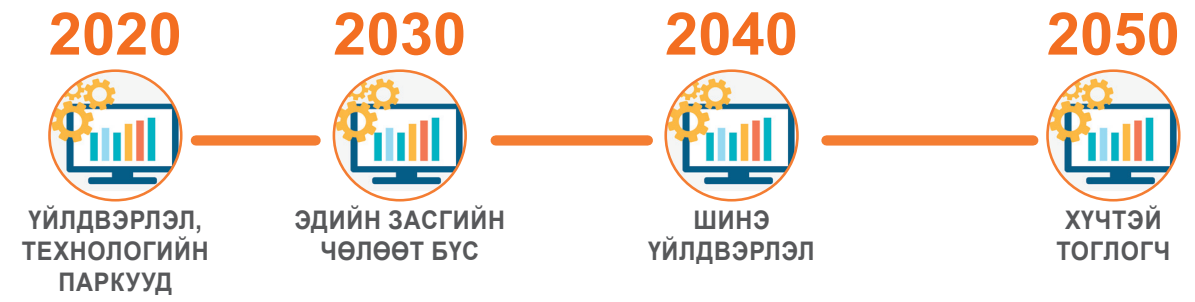 2020
ҮЙЛДВЭРЛЭЛ,
ТЕХНОЛОГИЙН
ПАРКУУД
2030
ЭДИЙН ЗАСГИЙН
ЧӨЛӨӨТ БҮС
2040
ШИНЭ
ҮЙЛДВЭРЛЭЛ
2050
ХҮЧТЭЙ
ТОГЛОГЧ